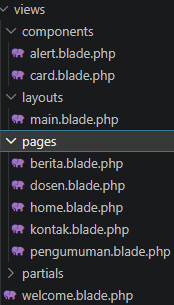 views
components
alert.blade.php
card.blade.php
layouts
main.blade.php
pages
berita.blade.php
dosen.blade.php
home.blade.php
kontak.blade.php
pengumuman.blade.php
partials
welcome.blade.php